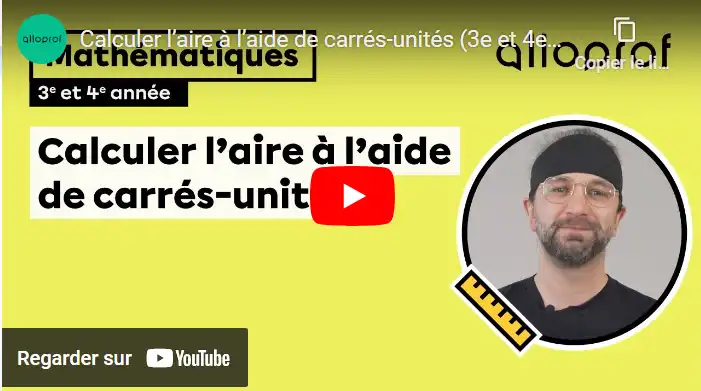 alloprof
Calculer l’aire à l’aide de carrés-unités (3e et 4e…
alloprof
Copier le li…
Mathématiques
3e et 4e année
Calculer l’aire à l’aide
de carrés-unit
Regarder sur YouTube